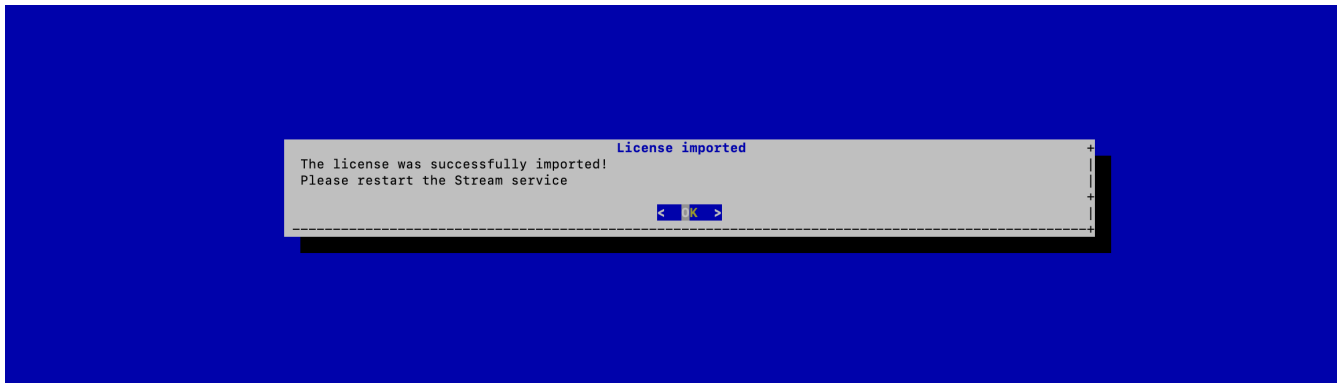 License imported
The license was successfully imported!
Please restart the Stream service
< OK >